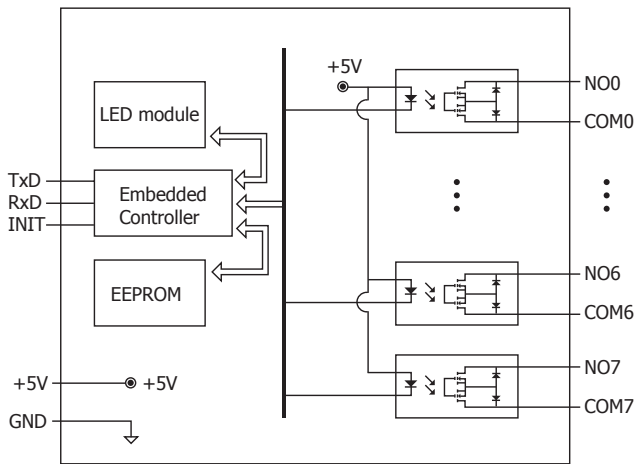 +5V
NO0
COM0
LED module
TxD
RxD
INIT
Embedded
Controller
EEPROM
NO6
COM6
+5V
+5V
GND
NO7
COM7